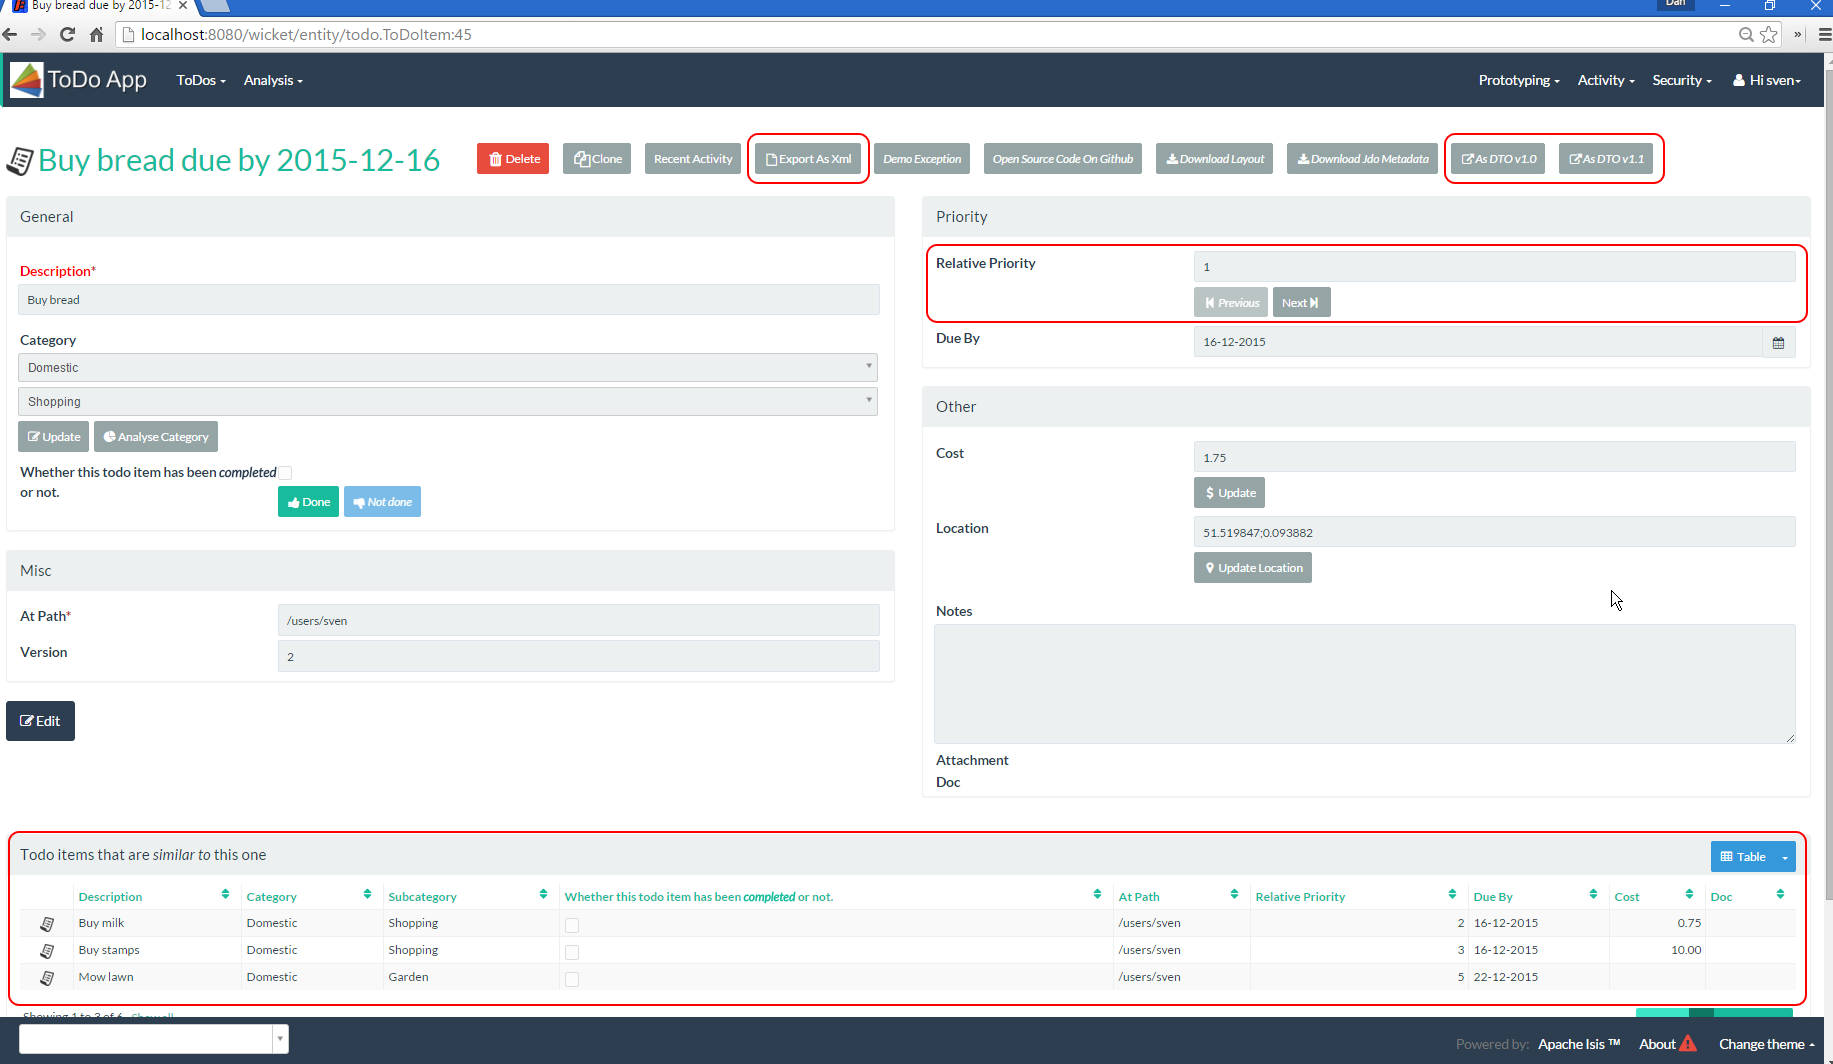 Buy bread due by 2015-12
Dan
localhost:8080/wicket/entity/todo.ToDoItem:45
ToDo App ToDos Analysis Prototyping Activity Security Hi sven
Buy bread due by 2015-12-16 Delete Clone Recent Activity Export As Xml Demo Exception Open Source Code On Github Download Layout Download Jdo Metadata As DTO v1.0 As DTO v1.1
General
Description*
Buy bread
Category
Domestic
Shopping
Update Analyse Category
Whether this todo item has been completed
or not.
Done Not done
Misc
At Path* /users/sven
Version 2
Edit
Priority
Relative Priority 1
Previous Next
Due By 16-12-2015
Other
Cost 1.75
$ Update
Location 51.519847;0.093882
Update Location
Notes
Attachment
Doc
Todo items that are similar to this one Table
Description Category Subcategory Whether this todo item has been completed or not. At Path Relative Priority Due By Cost Doc
Buy milk Domestic Shopping /users/sven 2 16-12-2015 0.75
Buy stamps Domestic Shopping /users/sven 3 16-12-2015 10.00
Mow lawn Domestic Garden /users/sven 5 22-12-2015
Showing 1 to 3 of 6 Show all
Powered by: Apache Isis ™ About Change theme